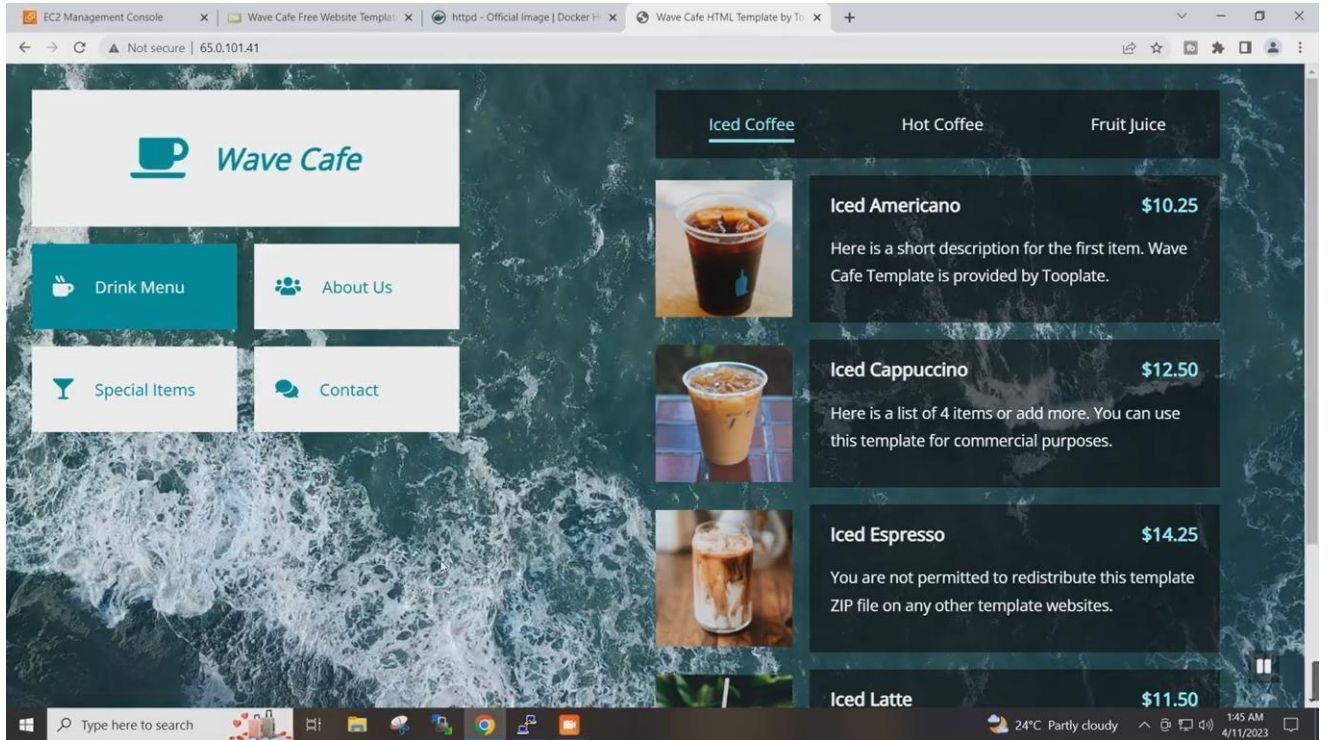 EC2 Management Console
Wave Cafe Free Website Templat
httpd - Official Image | Docker H
Wave Cafe HTML Template by To
Not secure | 65.0.101.41
Wave Cafe
Drink Menu
About Us
Special Items
Contact
Iced Coffee
Hot Coffee
Fruit Juice
Iced Americano
$10.25
Here is a short description for the first item. Wave
Cafe Template is provided by Tooplate.
Iced Cappuccino
$12.50
Here is a list of 4 items or add more. You can use
this template for commercial purposes.
Iced Espresso
$14.25
You are not permitted to redistribute this template
ZIP file on any other template websites.
Iced Latte
$11.50
Type here to search
24°C Partly cloudy
1:45 AM
4/11/2023